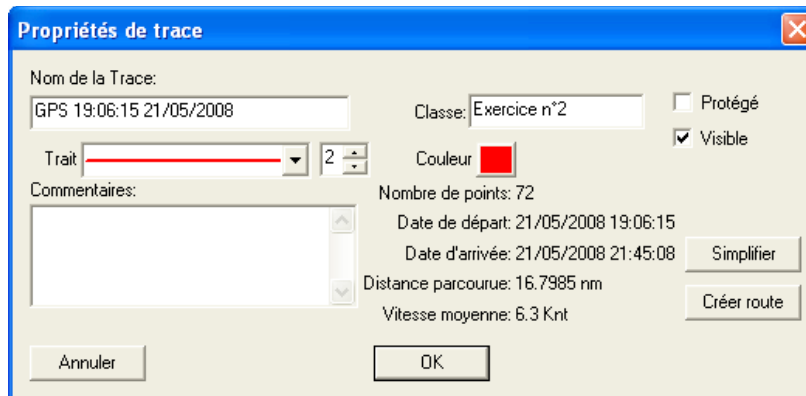 Propriétés de trace
Nom de la Trace:
GPS 19:06:15 21/05/2008
Classe: Exercice n°2
Protégé
Visible
Trait
2
Couleur
Commentaires:
Nombre de points: 72
Date de départ: 21/05/2008 19:06:15
Date d'arrivée: 21/05/2008 21:45:08
Simplifier
Distance parcourue: 16.7985 nm
Créer route
Vitesse moyenne: 6.3 Knt
Annuler
OK